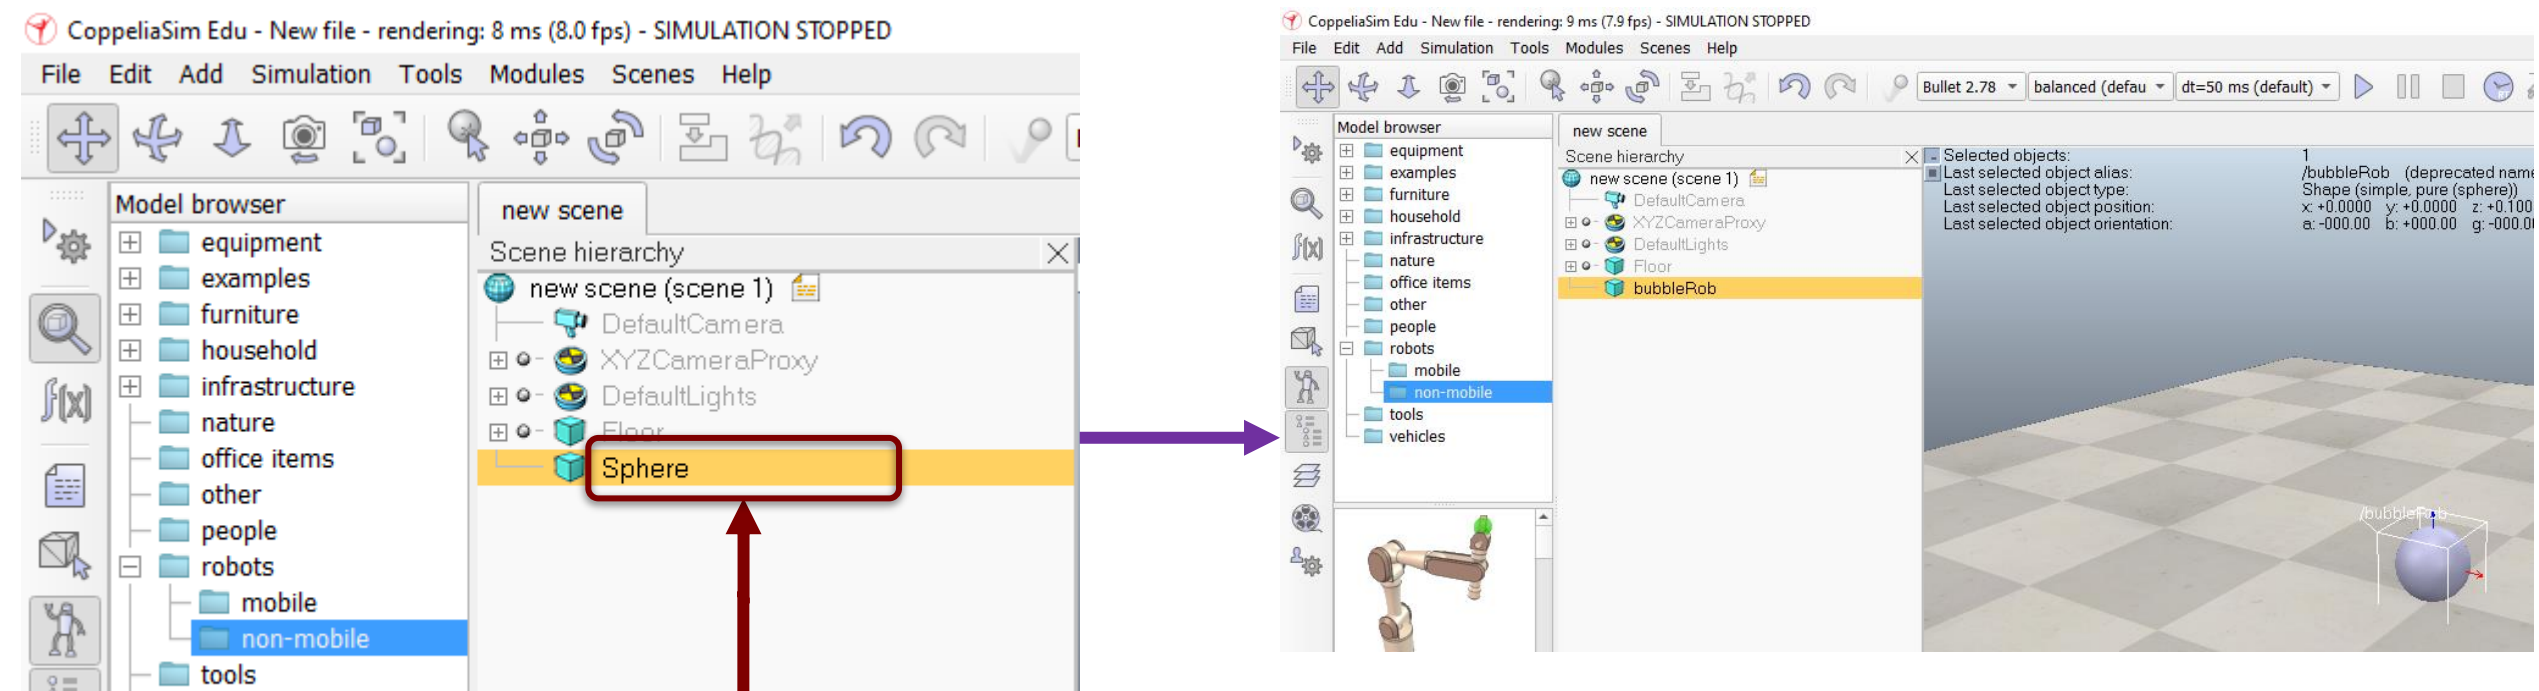 CoppeliaSim Edu - New file - rendering: 8 ms (8.0 fps) - SIMULATION STOPPED
File Edit Add Simulation Tools Modules Scenes Help
Model browser
equipment
examples
furniture
household
infrastructure
nature
office items
other
people
robots
mobile
non-mobile
tools
f(x)
new scene
Scene hierarchy
new scene (scene 1)
DefaultCamera
XYZCameraProxy
DefaultLights
Floor
Sphere
CoppeliaSim Edu - New file - rendering: 9 ms (7.9 fps) - SIMULATION STOPPED
File Edit Add Simulation Tools Modules Scenes Help
Bullet 2.78 balanced (defau dt=50 ms (default)
Model browser
equipment
examples
furniture
household
infrastructure
nature
office items
other
people
robots
mobile
non-mobile
tools
vehicles
f(x)
new scene
Scene hierarchy
new scene (scene 1)
DefaultCamera
XYZCameraProxy
DefaultLights
Floor
bubbleRob
Selected objects: 1
Last selected object alias: /bubbleRob (deprecated name
Last selected object type: Shape (simple, pure (sphere))
Last selected object position: x: +0.0000 y: +0.0000 z: +0.100
Last selected object orientation: a: -000.00 b: +000.00 g: -000.0
/bubbleRob